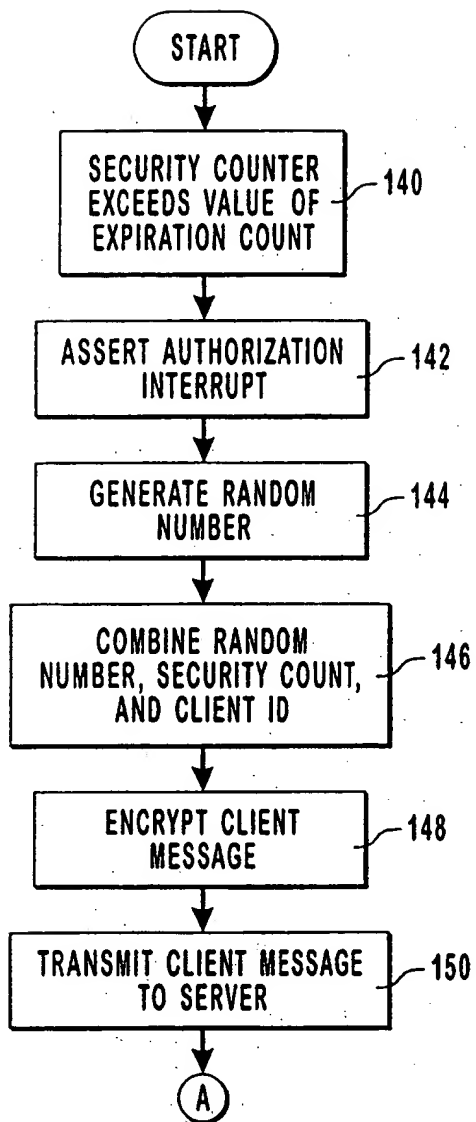 START
SECURITY COUNTER
EXCEEDS VALUE OF
EXPIRATION COUNT
140
ASSERT AUTHORIZATION
INTERRUPT
142
GENERATE RANDOM
NUMBER
144
COMBINE RANDOM
NUMBER, SECURITY COUNT,
AND CLIENT ID
146
ENCRYPT CLIENT
MESSAGE
148
TRANSMIT CLIENT MESSAGE
TO SERVER
150
A